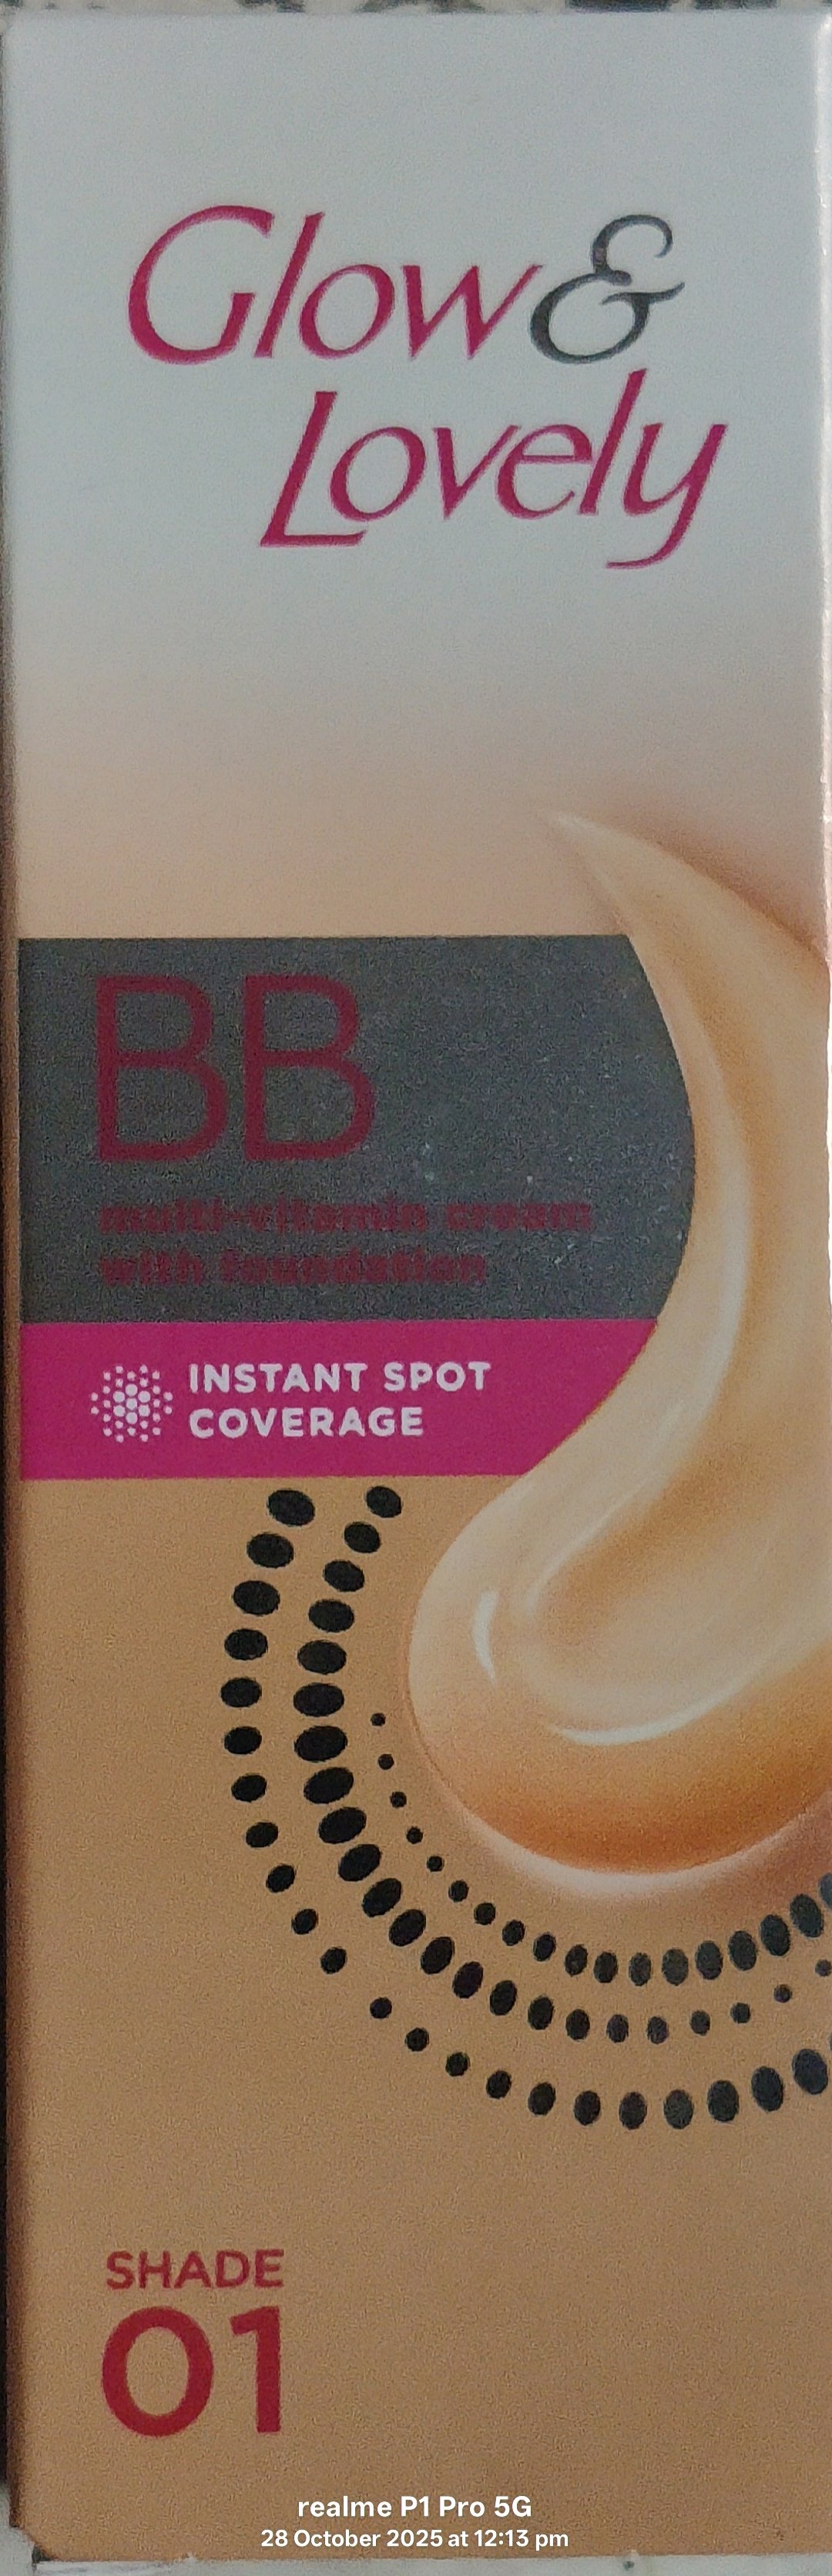 Glow &
Lovely
BB
multi-vitamin cream
with foundation
INSTANT SPOT
COVERAGE
SHADE
01
realme P1 Pro 5G
28 October 2025 at 12:13 pm